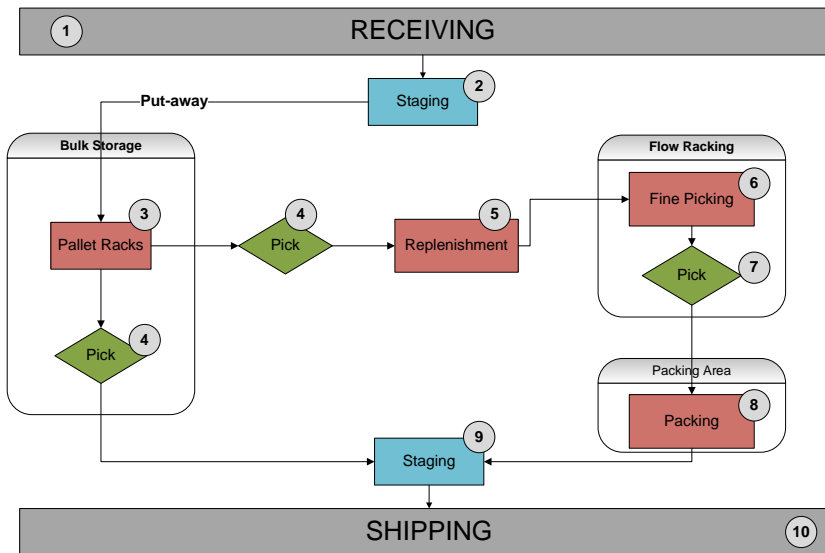 1
RECEIVING
2
Staging
Put-away
Bulk Storage
Flow Racking
3
Pallet Racks
4
Pick
5
Replenishment
6
Fine Picking
7
Pick
4
Pick
Packing Area
8
Packing
9
Staging
SHIPPING
10